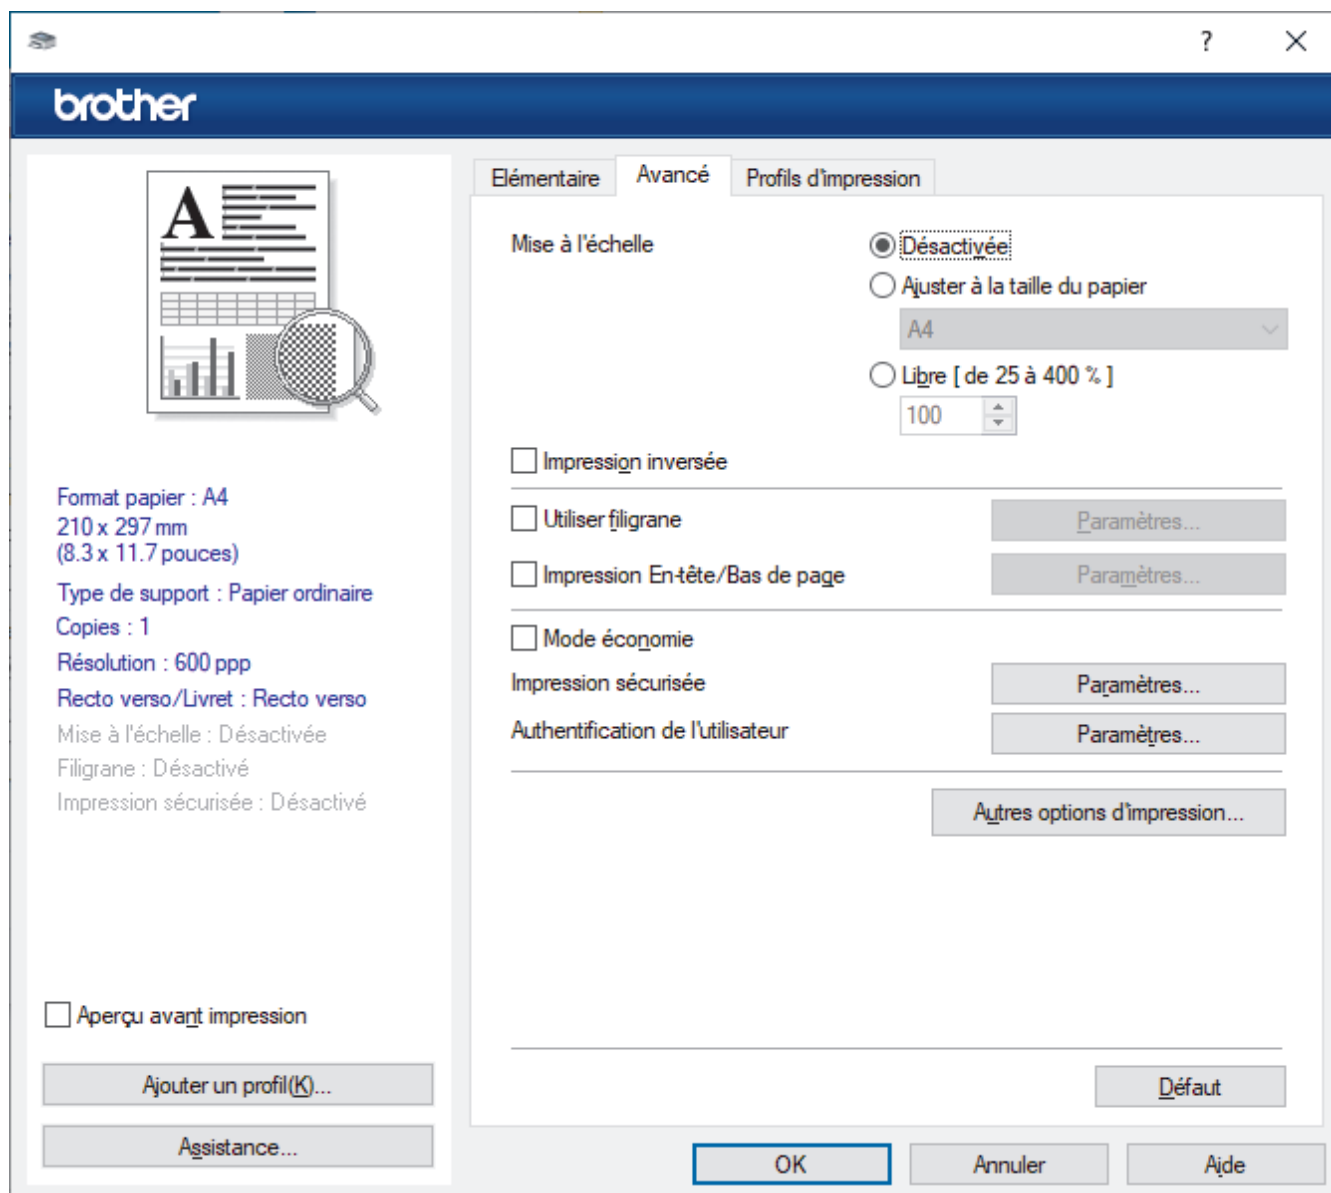 ?
brother
A
Format papier : A4
210 x 297 mm
(8.3 x 11.7 pouces)
Type de support : Papier ordinaire
Copies : 1
Résolution : 600 ppp
Recto verso/Livret : Recto verso
Mise à l'échelle : Désactivée
Filigrane : Désactivé
Impression sécurisée : Désactivé
Aperçu avant impression
Ajouter un profil(K)...
Assistance...
Elémentaire
Avancé
Profils d'impression
Mise à l'échelle
Désactivée
Ajuster à la taille du papier
A4
Libre [ de 25 à 400 % ]
100
Impression inversée
Utiliser filigrane
Paramètres...
Impression En-tête/Bas de page
Paramètres...
Mode économie
Impression sécurisée
Paramètres...
Authentification de l'utilisateur
Paramètres...
Autres options d'impression...
Défaut
OK
Annuler
Aide